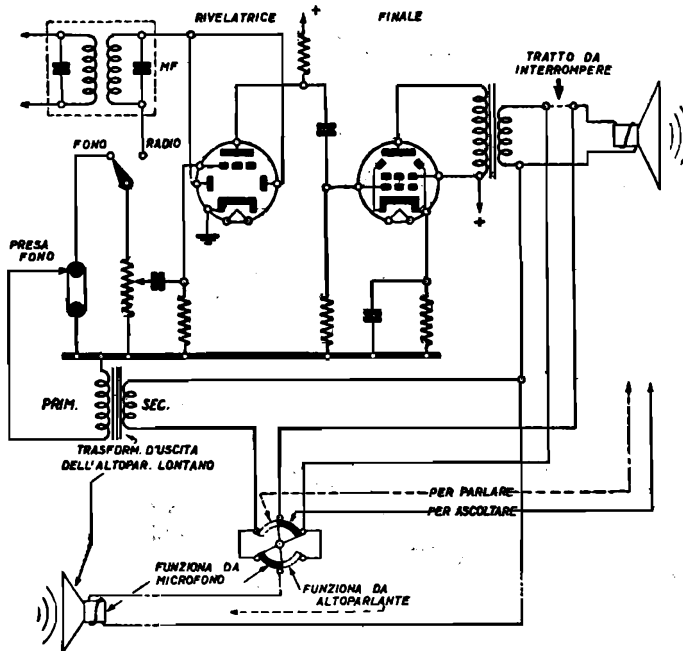 RIVELATRICE
FINALE
+
MF
TRATTO DA
INTERROMPERE
FONO
RADIO
+
PRESA
FONO
PRIM.
SEC.
TRASFORM. D'USCITA
DELL'ALTOPAR. LONTANO
PER PARLARE
PER ASCOLTARE
FUNZIONA DA
MICROFONO
FUNZIONA DA
ALTOPARLANTE